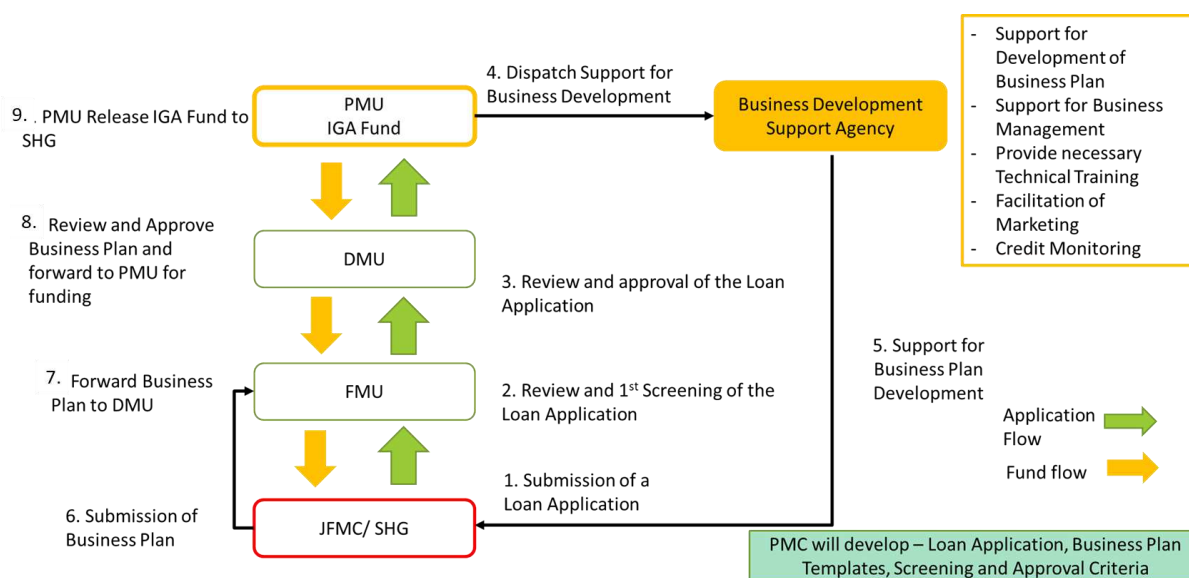 4. Dispatch Support for
Business Development
9. . PMU Release IGA Fund to
SHG
PMU
IGA Fund
Business Development
Support Agency
- Support for
Development of
Business Plan
- Support for Business
Management
- Provide necessary
Technical Training
- Facilitation of
Marketing
- Credit Monitoring
8. Review and Approve
Business Plan and
forward to PMU for
funding
DMU
3. Review and approval of the Loan
Application
7. Forward Business
Plan to DMU
FMU
2. Review and 1st Screening of the
Loan Application
5. Support for
Business Plan
Development
Application
Flow
Fund flow
1. Submission of a
Loan Application
6. Submission of
Business Plan
JFMC/ SHG
PMC will develop – Loan Application, Business Plan
Templates, Screening and Approval Criteria